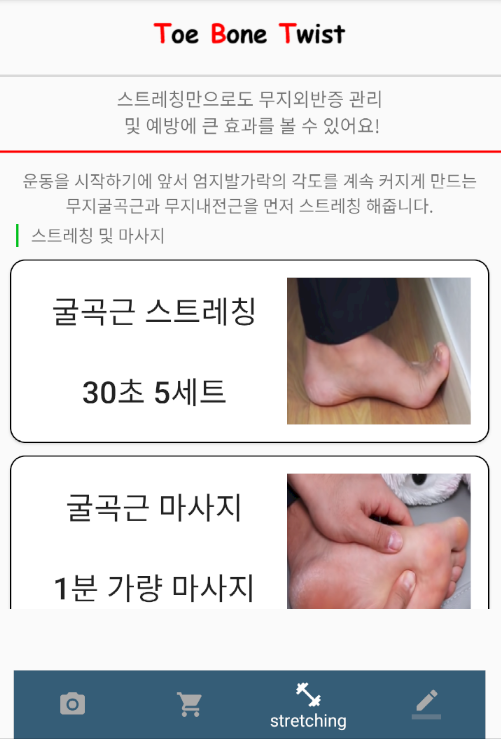 Toe Bone Twist
스트레칭만으로도 무지외반증 관리
및 예방에 큰 효과를 볼 수 있어요!
운동을 시작하기에 앞서 엄지발가락의 각도를 계속 커지게 만드는
무지굴곡근과 무지내전근을 먼저 스트레칭 해줍니다.
스트레칭 및 마사지
굴곡근 스트레칭
30초 5세트
굴곡근 마사지
1분 가량 마사지
stretching